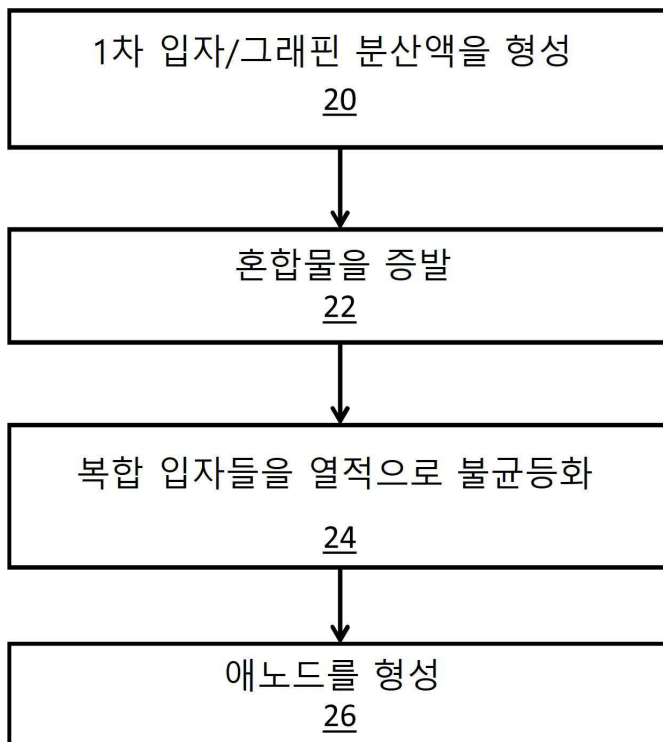 1차 입자/그래핀 분산액을 형성
20
혼합물을 증발
22
복합 입자들을 열적으로 불균등화
24
애노드를 형성
26